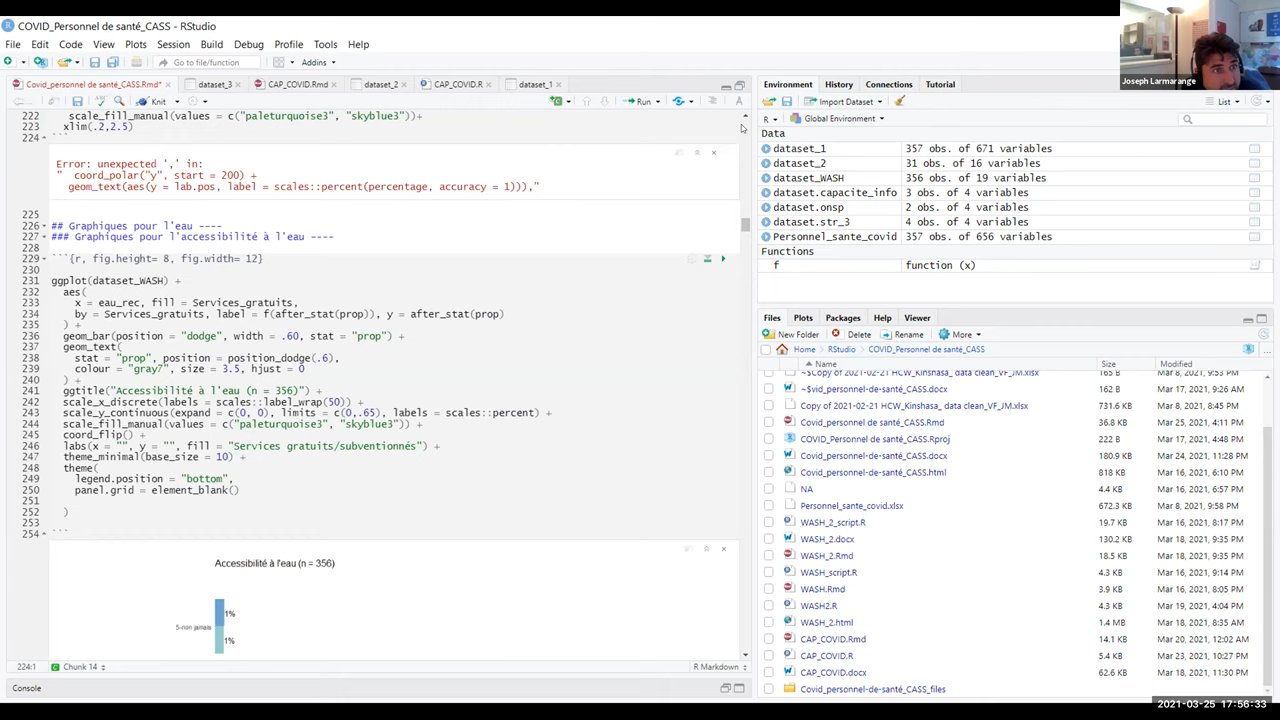 COVID_Personnel de santé_CASS - RStudio
File Edit Code View Plots Session Build Debug Profile Tools Help
Go to file/function Addins
Covid_personnel de santé_CASS.Rmd* dataset_3 CAP_COVID.Rmd dataset_2 CAP_COVID.R dataset_1
Knit Run
222 scale_fill_manual(values = c("paleturquoise3", "skyblue3"))+
223 xlim(.2,2.5)
224 ```
Error: unexpected ',' in:
" coord_polar("y", start = 200) +
geom_text(aes(y = lab.pos, label = scales::percent(percentage, accuracy = 1))),"
225
226 ## Graphiques pour l'eau ----
227 ### Graphiques pour l'accessibilité à l'eau ----
228
229 ```{r, fig.height= 8, fig.width= 12}
230
231 ggplot(dataset_WASH) +
232 aes(
233 x = eau_rec, fill = Services_gratuits,
234 by = Services_gratuits, label = f(after_stat(prop)), y = after_stat(prop)
235 ) +
236 geom_bar(position = "dodge", width = .60, stat = "prop") +
237 geom_text(
238 stat = "prop", position = position_dodge(.6),
239 colour = "gray7", size = 3.5, hjust = 0
240 ) +
241 ggtitle("Accessibilité à l'eau (n = 356)") +
242 scale_x_discrete(labels = scales::label_wrap(50)) +
243 scale_y_continuous(expand = c(0, 0), limits = c(0,.65), labels = scales::percent) +
244 scale_fill_manual(values = c("paleturquoise3", "skyblue3")) +
245 coord_flip() +
246 labs(x = "", y = "", fill = "Services gratuits/subventionnés") +
247 theme_minimal(base_size = 10) +
248 theme(
249 legend.position = "bottom",
250 panel.grid = element_blank()
251
252 )
253
254 ```
Accessibilité à l'eau (n = 356)
1%
5-non jamais
1%
224:1 Chunk 14 R Markdown
Console
Joseph Larmarange
Environment History Connections Tutorial
Import Dataset List
R Global Environment
Data
dataset_1 357 obs. of 671 variables
dataset_2 31 obs. of 16 variables
dataset_WASH 356 obs. of 19 variables
dataset.capacite_info 3 obs. of 4 variables
dataset.onsp 2 obs. of 4 variables
dataset.str_3 4 obs. of 4 variables
Personnel_sante_covid 357 obs. of 656 variables
Functions
f function (x)
Files Plots Packages Help Viewer
New Folder Delete Rename More
Home RStudio COVID_Personnel de santé_CASS
Name Size Modified
~$Copy of 2021-02-21 HCW_Kinshasa_ data clean_VF_JM.xlsx 165 B Mar 8, 2021, 9:53 PM
~$vid_personnel-de-santé_CASS.docx 162 B Mar 17, 2021, 9:26 AM
Copy of 2021-02-21 HCW_Kinshasa_ data clean_VF_JM.xlsx 731.6 KB Mar 8, 2021, 8:45 PM
Covid_personnel de santé_CASS.Rmd 36.8 KB Mar 25, 2021, 4:11 PM
COVID_Personnel de santé_CASS.Rproj 222 B Mar 17, 2021, 4:48 PM
Covid_personnel-de-santé_CASS.docx 180.9 KB Mar 24, 2021, 11:28 PM
Covid_personnel-de-santé_CASS.html 818 KB Mar 16, 2021, 6:10 PM
NA 4.4 KB Mar 16, 2021, 6:57 PM
Personnel_sante_covid.xlsx 672.3 KB Mar 8, 2021, 9:58 PM
WASH_2_script.R 19.7 KB Mar 16, 2021, 8:17 PM
WASH_2.docx 130.2 KB Mar 18, 2021, 9:35 PM
WASH_2.Rmd 18.5 KB Mar 18, 2021, 9:35 PM
WASH_script.R 4.3 KB Mar 16, 2021, 9:14 PM
WASH.Rmd 3.9 KB Mar 16, 2021, 8:05 PM
WASH2.R 4.3 KB Mar 19, 2021, 4:04 PM
WASH_2.html 1.4 MB Mar 18, 2021, 8:35 AM
CAP_COVID.Rmd 14.1 KB Mar 20, 2021, 12:02 AM
CAP_COVID.R 5.4 KB Mar 23, 2021, 10:27 PM
CAP_COVID.docx 62.6 KB Mar 18, 2021, 11:30 PM
Covid_personnel-de-santé_CASS_files
2021-03-25 17:56:33